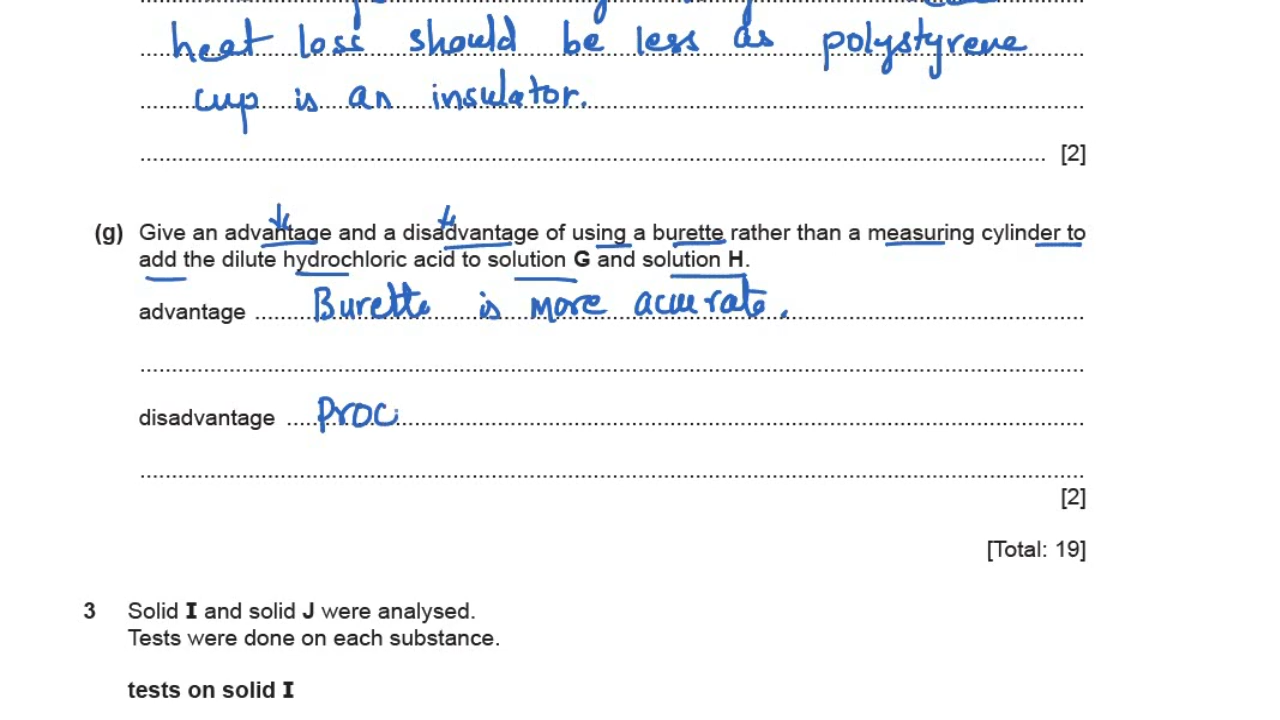 heat loss should be less as polystyrene
cup is an insulator.
[2]
(g) Give an advantage and a disadvantage of using a burette rather than a measuring cylinder to
add the dilute hydrochloric acid to solution G and solution H.
advantage Burette is more accurate.
disadvantage Proc
[2]
[Total: 19]
3 Solid I and solid J were analysed.
Tests were done on each substance.
tests on solid I